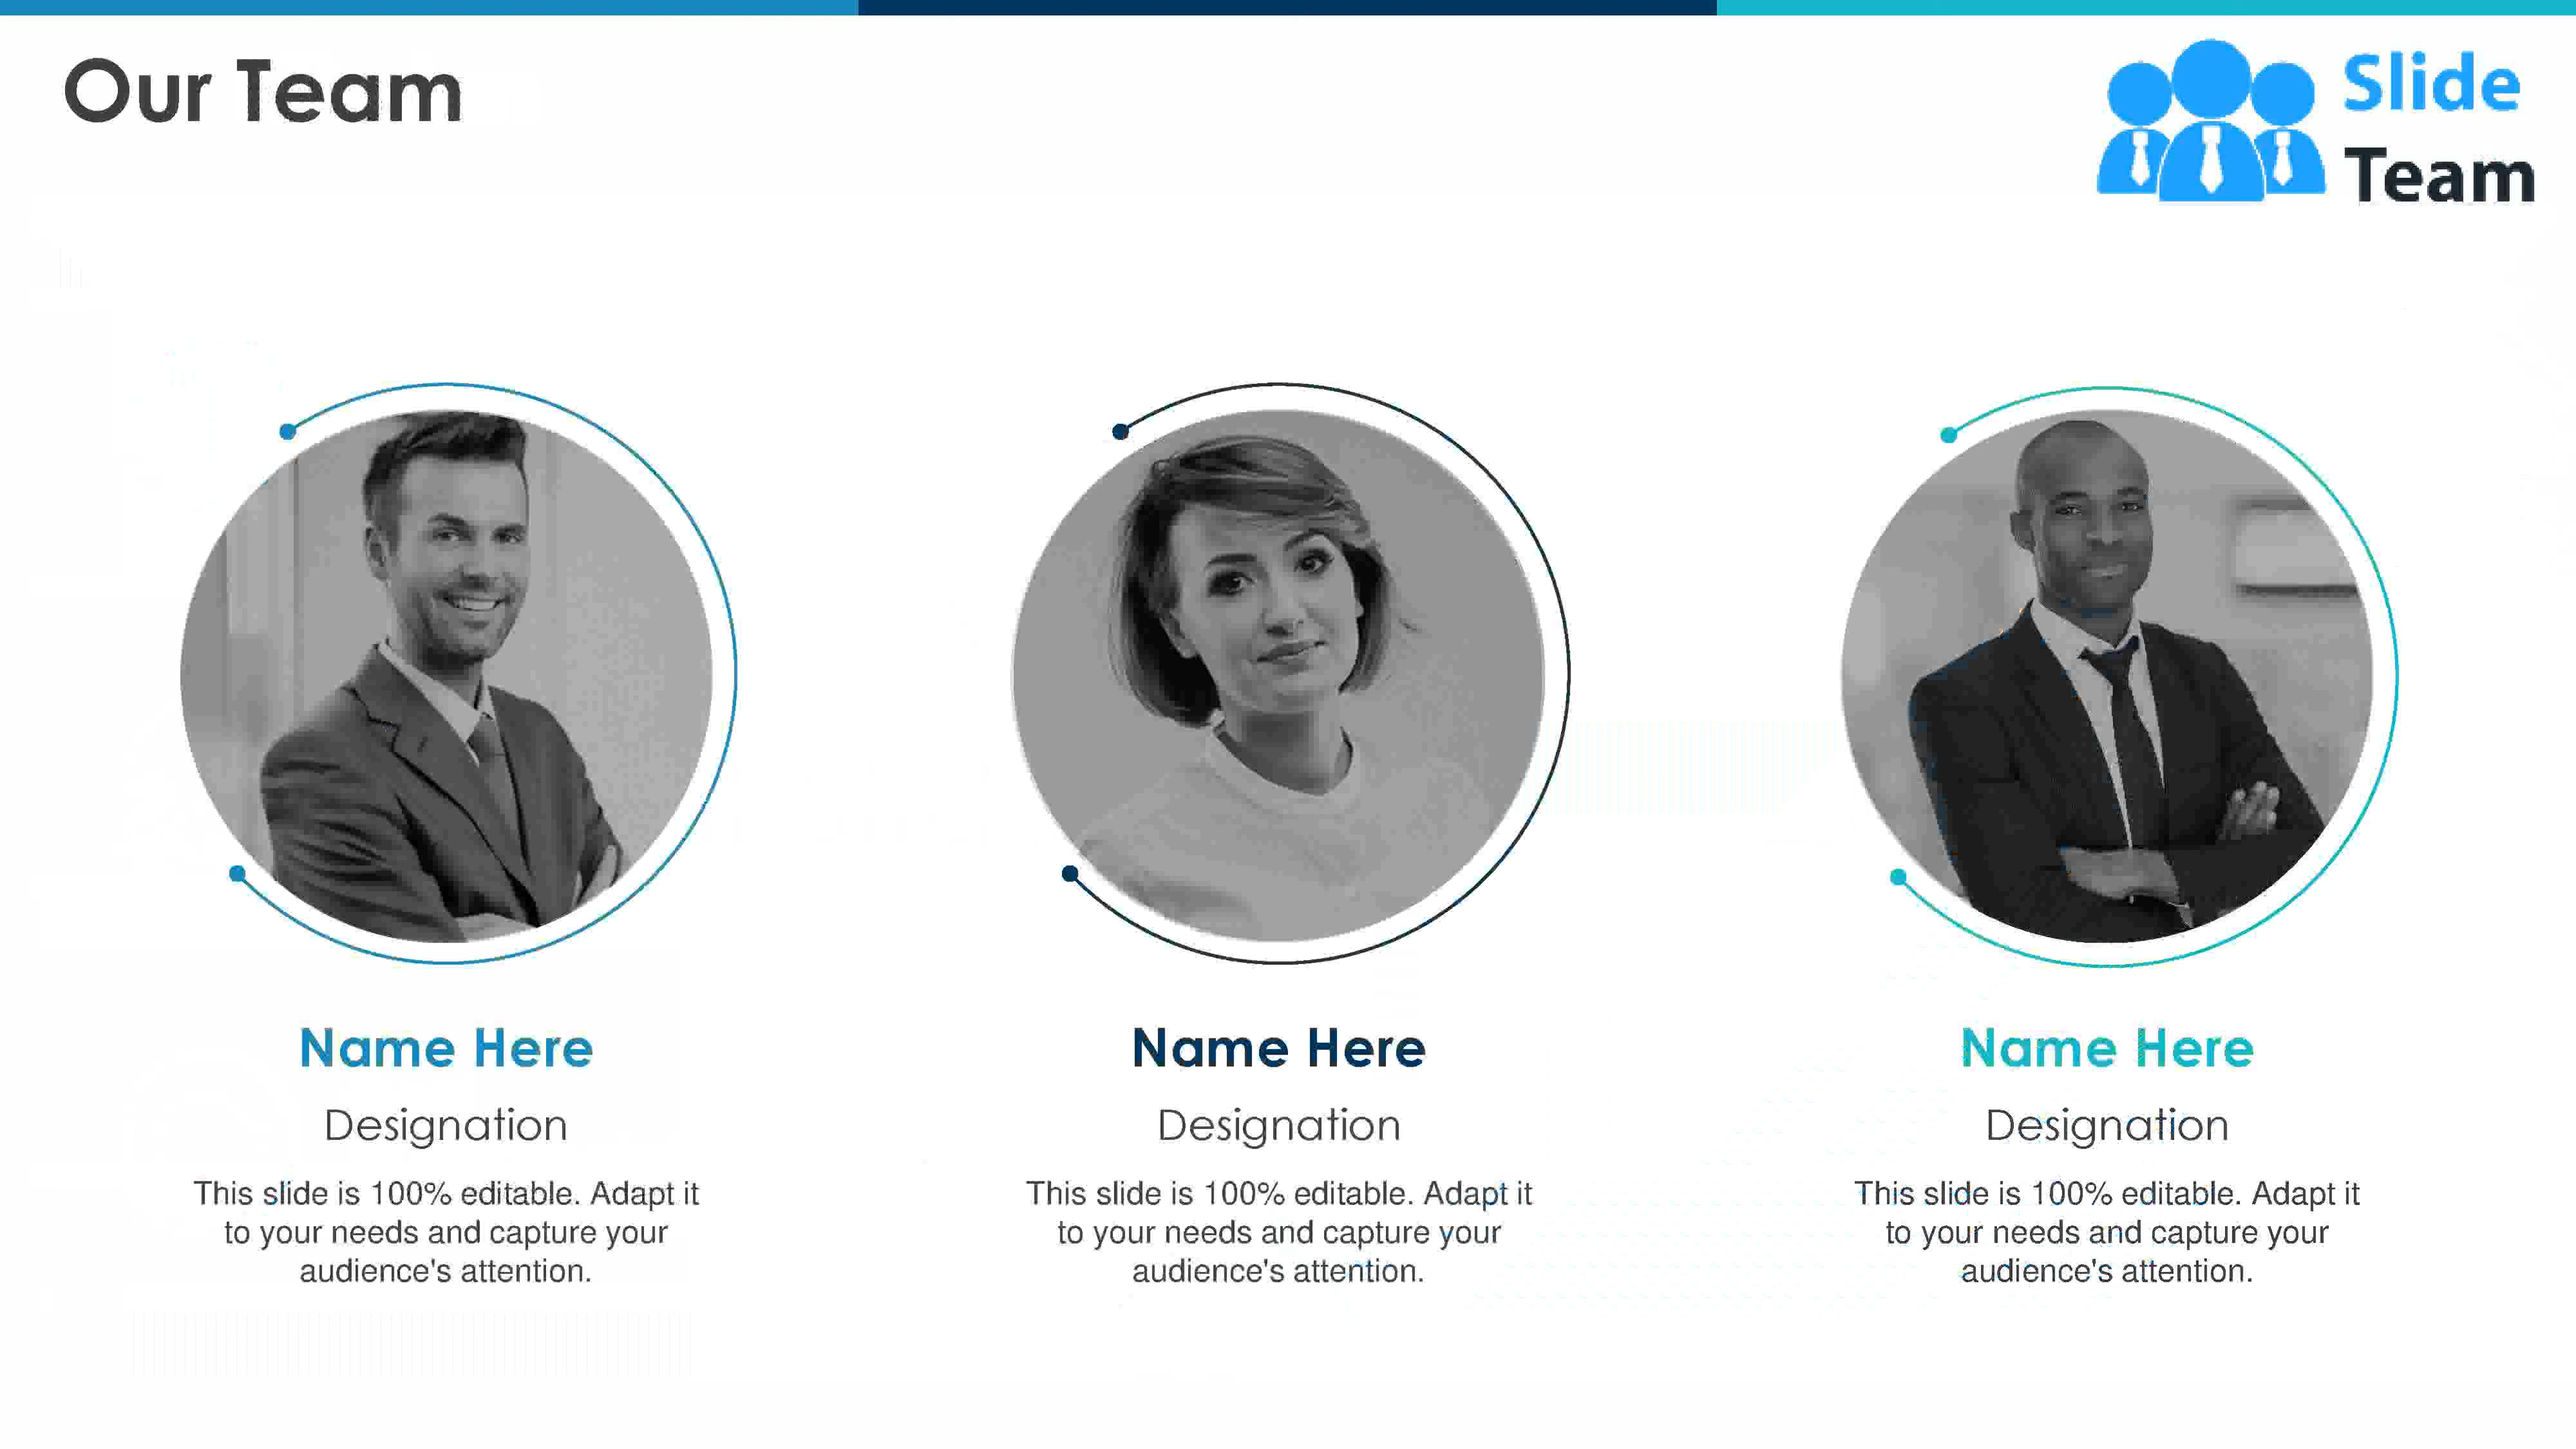 Our Team
Slide
Team
Name Here
Designation
This slide is 100% editable. Adapt it
to your needs and capture your
audience's attention.
Name Here
Designation
This slide is 100% editable. Adapt it
to your needs and capture your
audience's attention.
Name Here
Designation
This slide is 100% editable. Adapt it
to your needs and capture your
audience's attention.